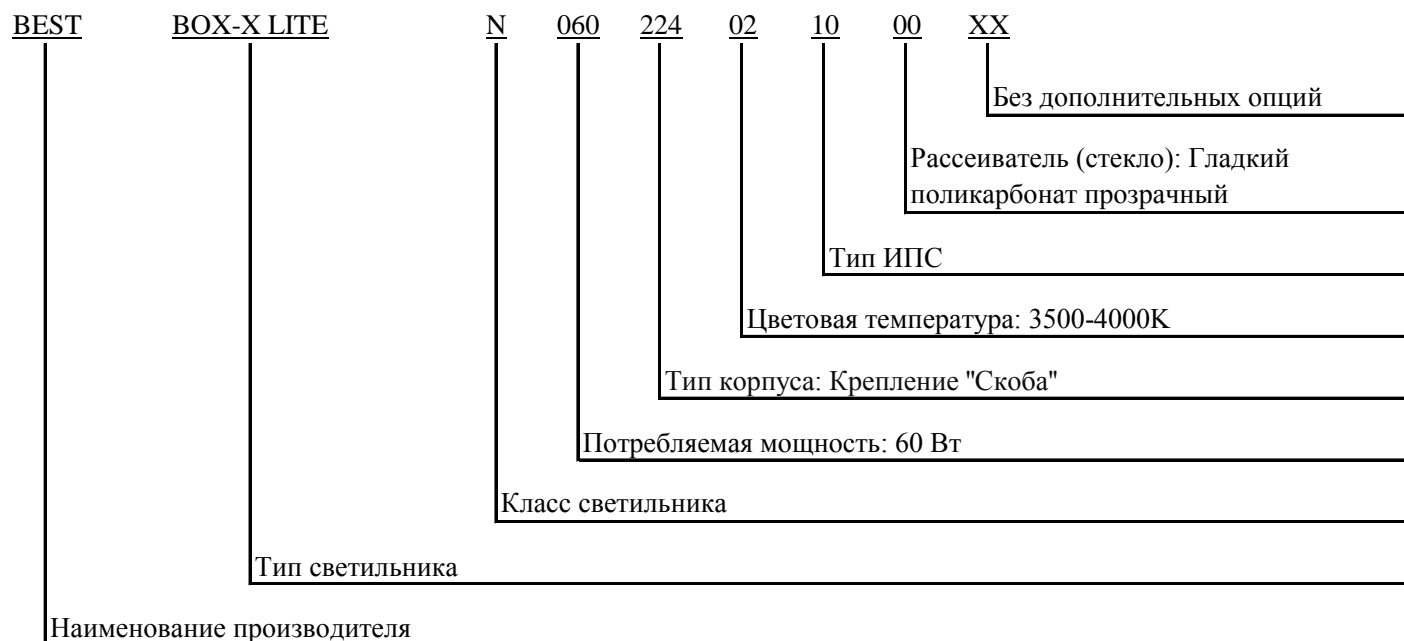 BEST BOX-X LITE N 060 224 02 10 00 XX
Без дополнительных опций
Рассеиватель (стекло): Гладкий
поликарбонат прозрачный
Тип ИПС
Цветовая температура: 3500-4000K
Тип корпуса: Крепление "Скоба"
Потребляемая мощность: 60 Вт
Класс светильника
Тип светильника
Наименование производителя